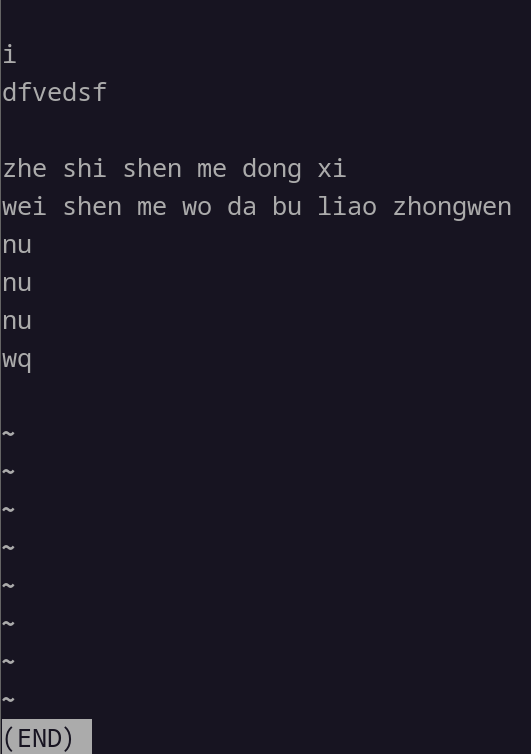 i
dfvedsf
zhe shi shen me dong xi
wei shen me wo da bu liao zhongwen
nu
nu
nu
wq
~
~
~
~
~
~
~
~
(END)